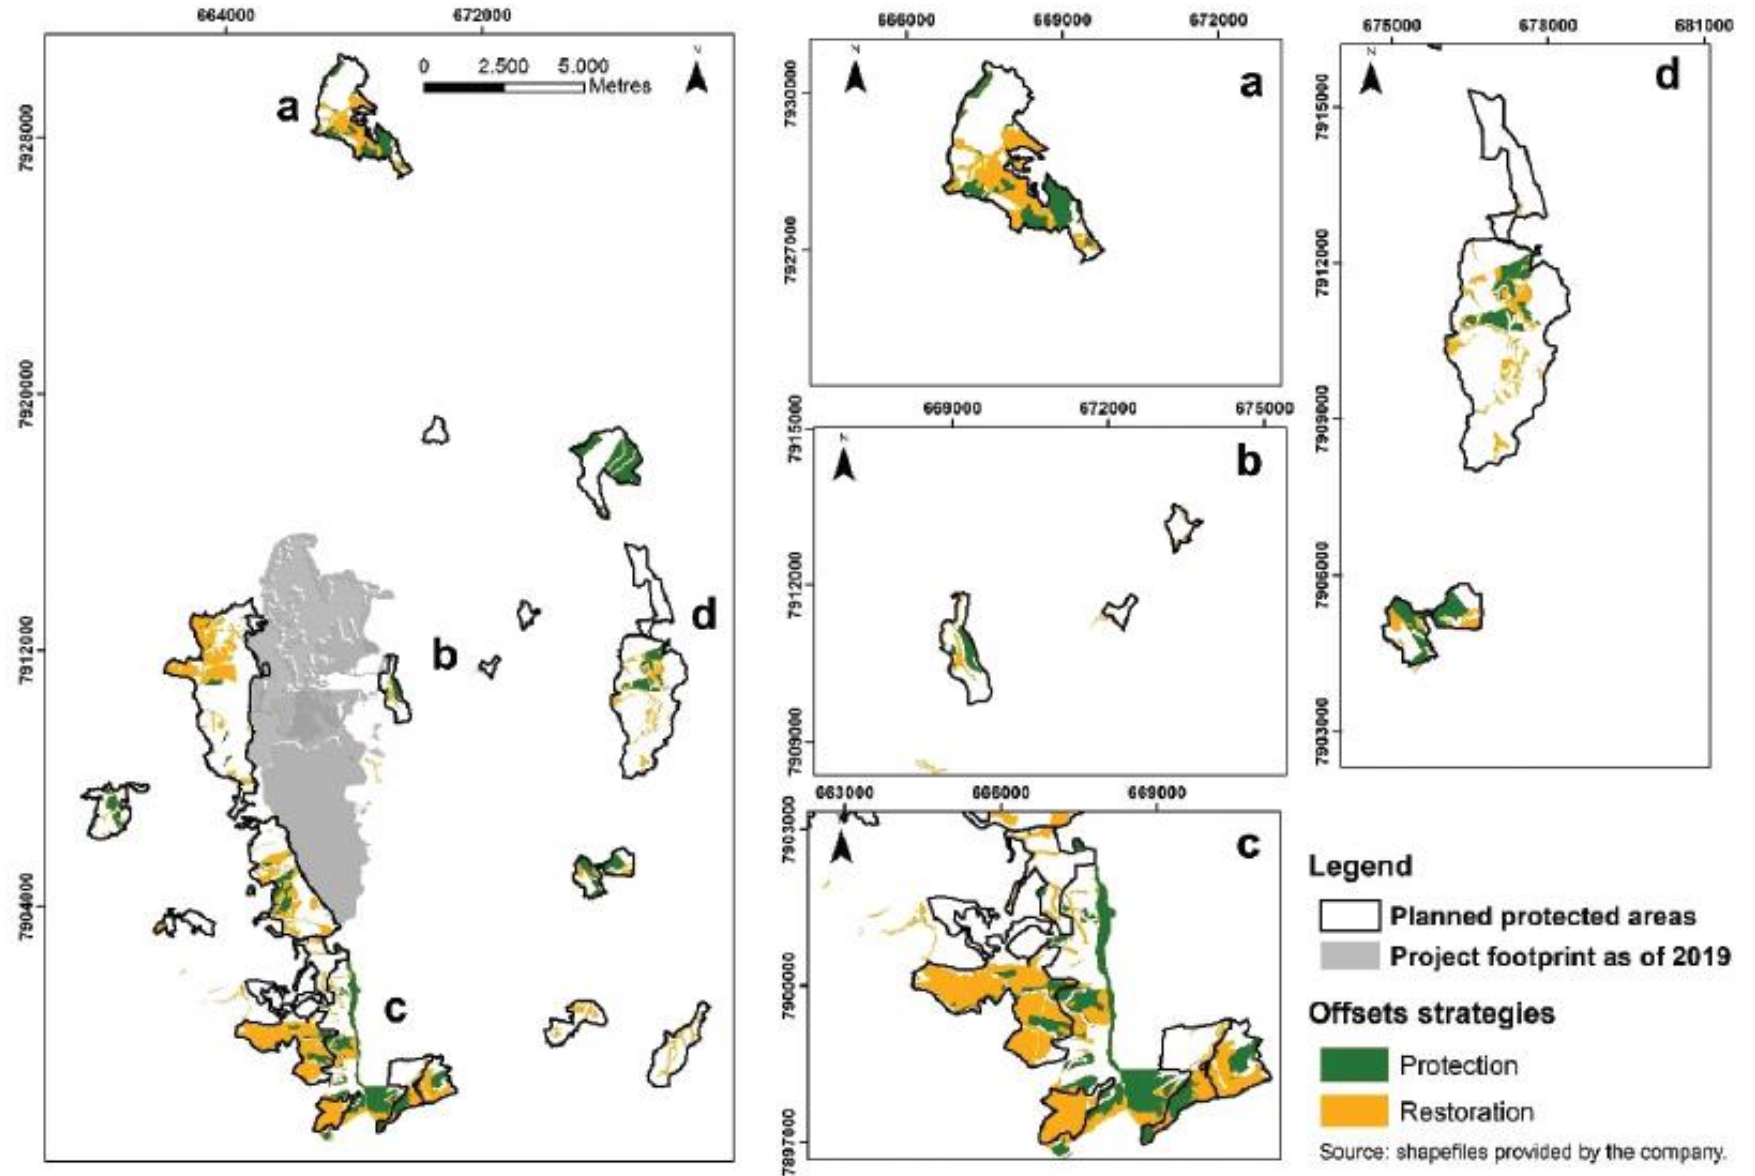 664000 672000
N
0 2.500 5.000
Metres
7928000
7920000
7912000
7904000
a
b
c
d
666000 669000 672000
N
a
7930000
7927000
669000 672000 675000
N
b
7915000
7912000
7909000
663000 666000 669000
c
7903000
7900000
7897000
675000 678000 681000
N
d
7915000
7912000
7909000
7906000
7903000
Legend
Planned protected areas
Project footprint as of 2019
Offsets strategies
Protection
Restoration
Source: shapefiles provided by the company.